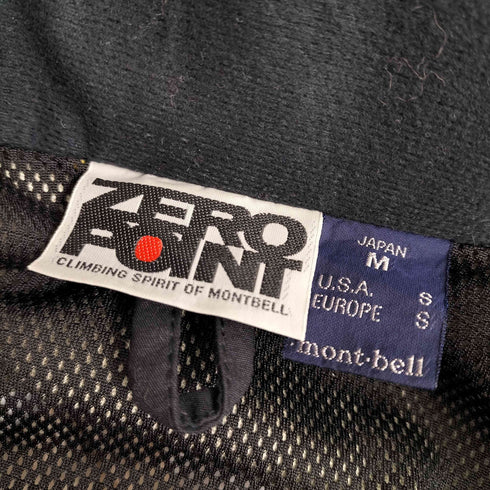 ZERO
POINT
CLIMBING SPIRIT OF MONTBELL
JAPAN
M
U.S.A. S
EUROPE S
mont·bell